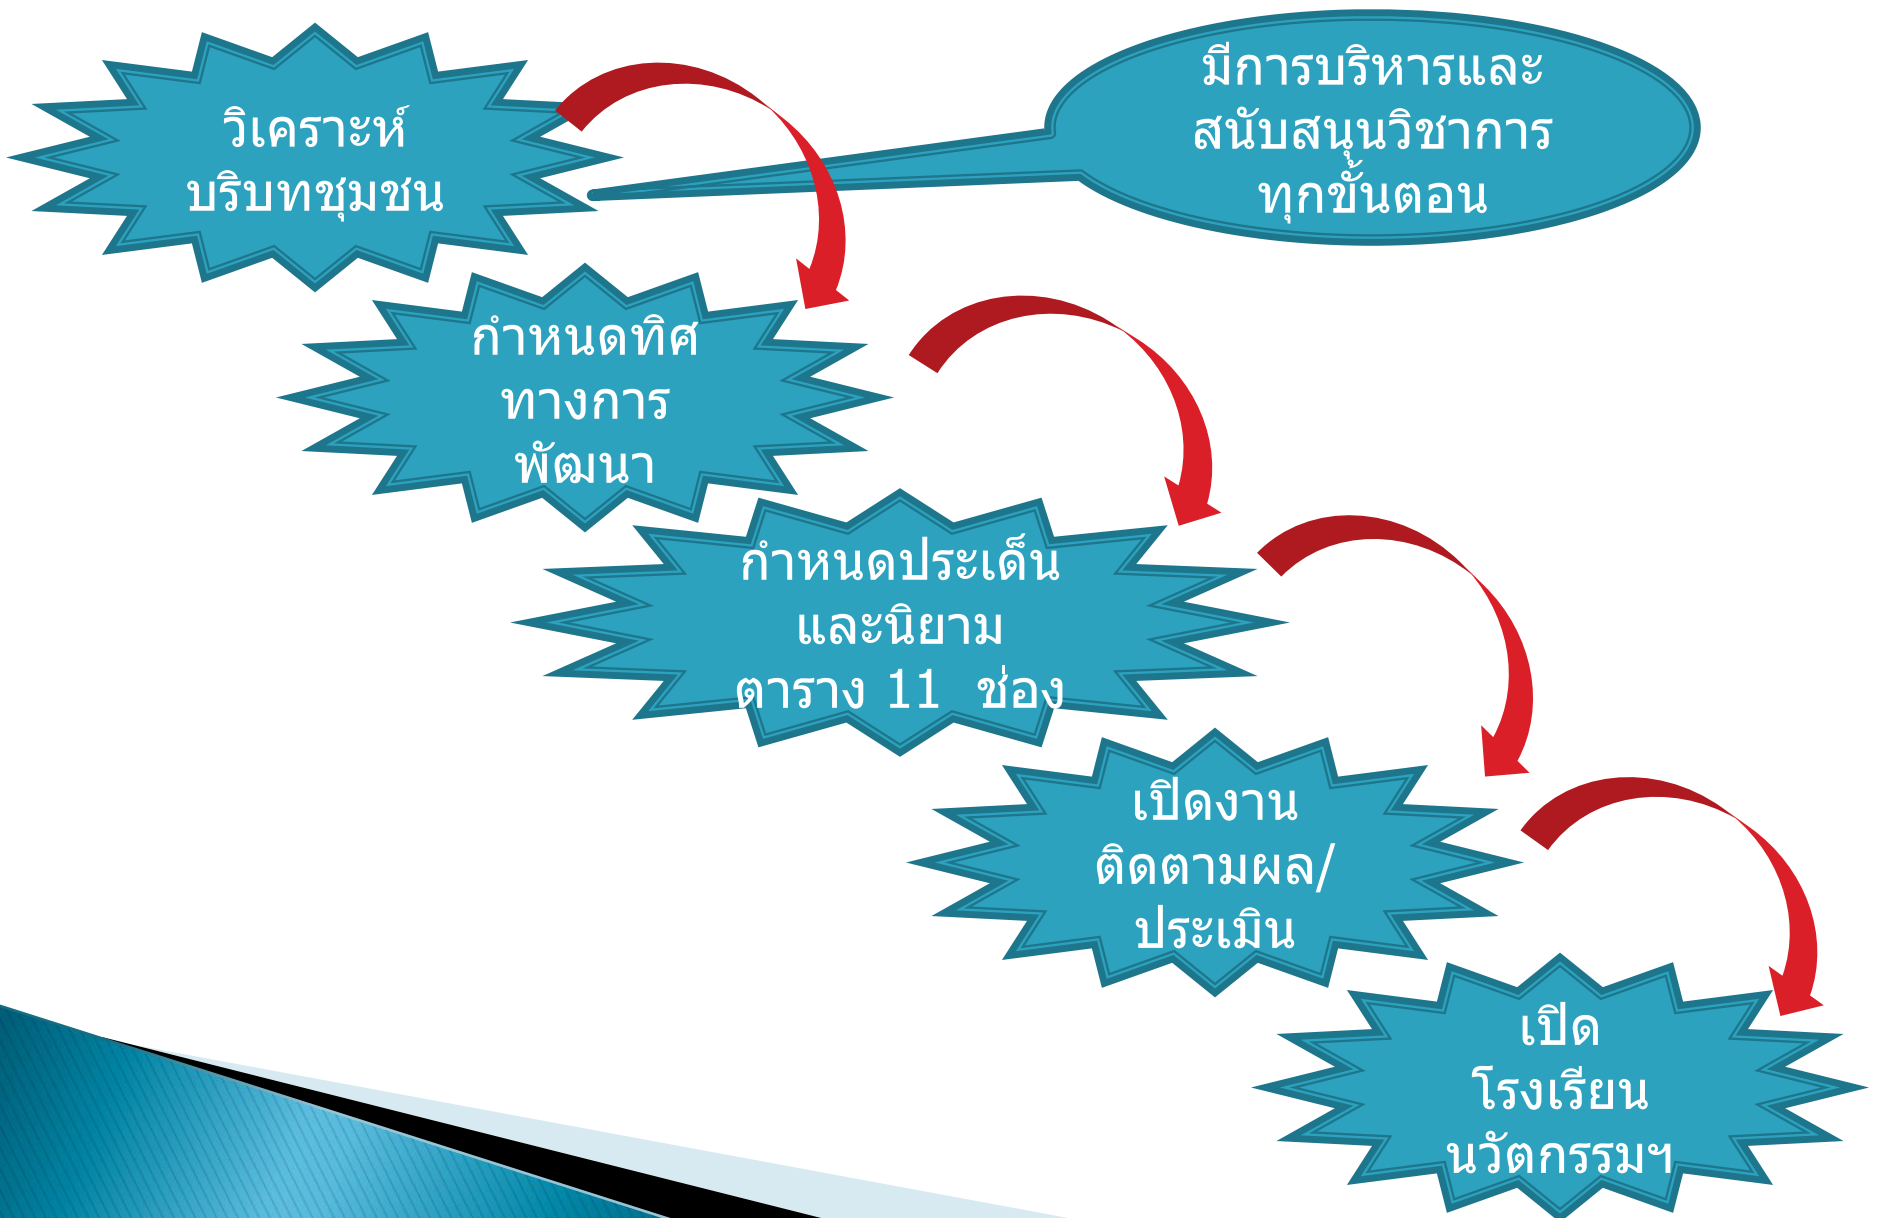 วิเคราะห์
บริบทชุมชน
มีการบริหารและ
สนับสนุนวิชาการ
ทุกขั้นตอน
กำหนดทิศ
ทางการ
พัฒนา
กำหนดประเด็น
และนิยาม
ตาราง 11 ช่อง
เปิดงาน
ติดตามผล/
ประเมิน
เปิด
โรงเรียน
นวัตกรรมฯ